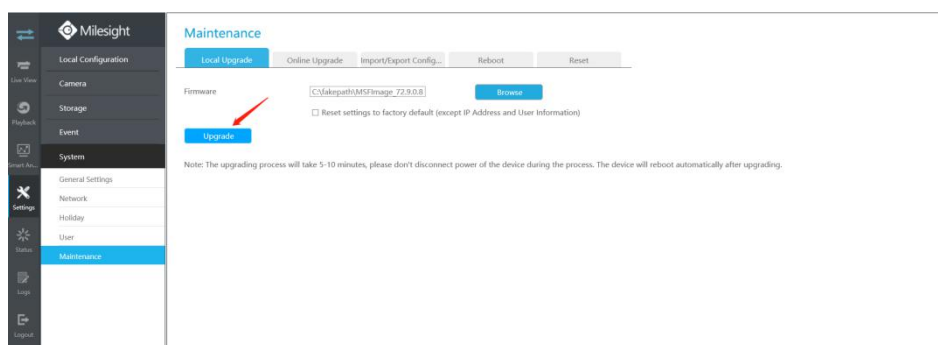 Milesight
Local Configuration
Camera
Storage
Event
System
General Settings
Network
Holiday
User
Maintenance
Live View
Playback
Smart An...
Settings
Status
Logs
Logout
Maintenance
Local Upgrade
Online Upgrade
Import/Export Config...
Reboot
Reset
Firmware
C:\fakepath\MSFImage_72.9.0.8
Browse
Reset settings to factory default (except IP Address and User Information)
Upgrade
Note: The upgrading process will take 5-10 minutes, please don't disconnect power of the device during the process. The device will reboot automatically after upgrading.